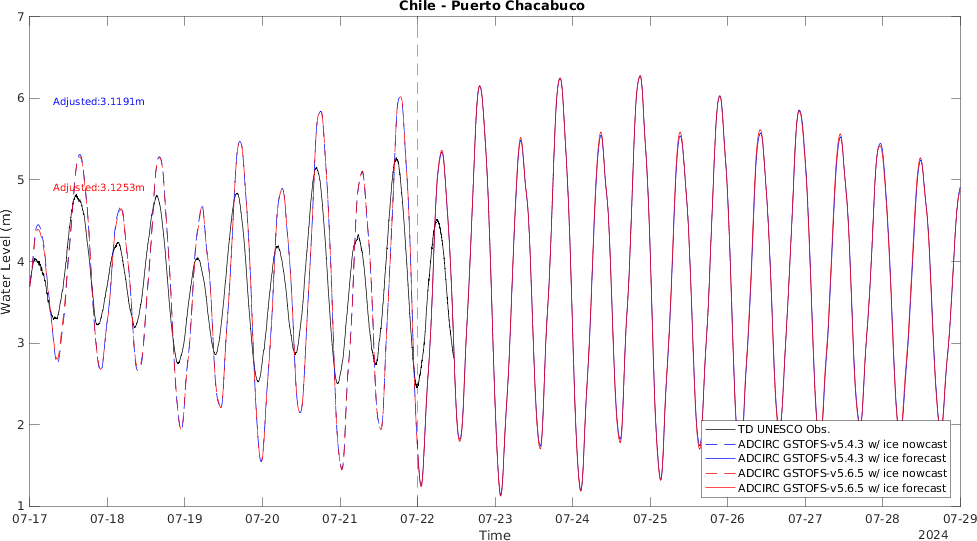 Chile - Puerto Chacabuco
7
6
5
4
3
2
1
Water Level (m)
Adjusted:3.1191m
Adjusted:3.1253m
TD UNESCO Obs.
ADCIRC GSTOFS-v5.4.3 w/ ice nowcast
ADCIRC GSTOFS-v5.4.3 w/ ice forecast
ADCIRC GSTOFS-v5.6.5 w/ ice nowcast
ADCIRC GSTOFS-v5.6.5 w/ ice forecast
07-17 07-18 07-19 07-20 07-21 07-22 07-23 07-24 07-25 07-26 07-27 07-28 07-29
Time
2024